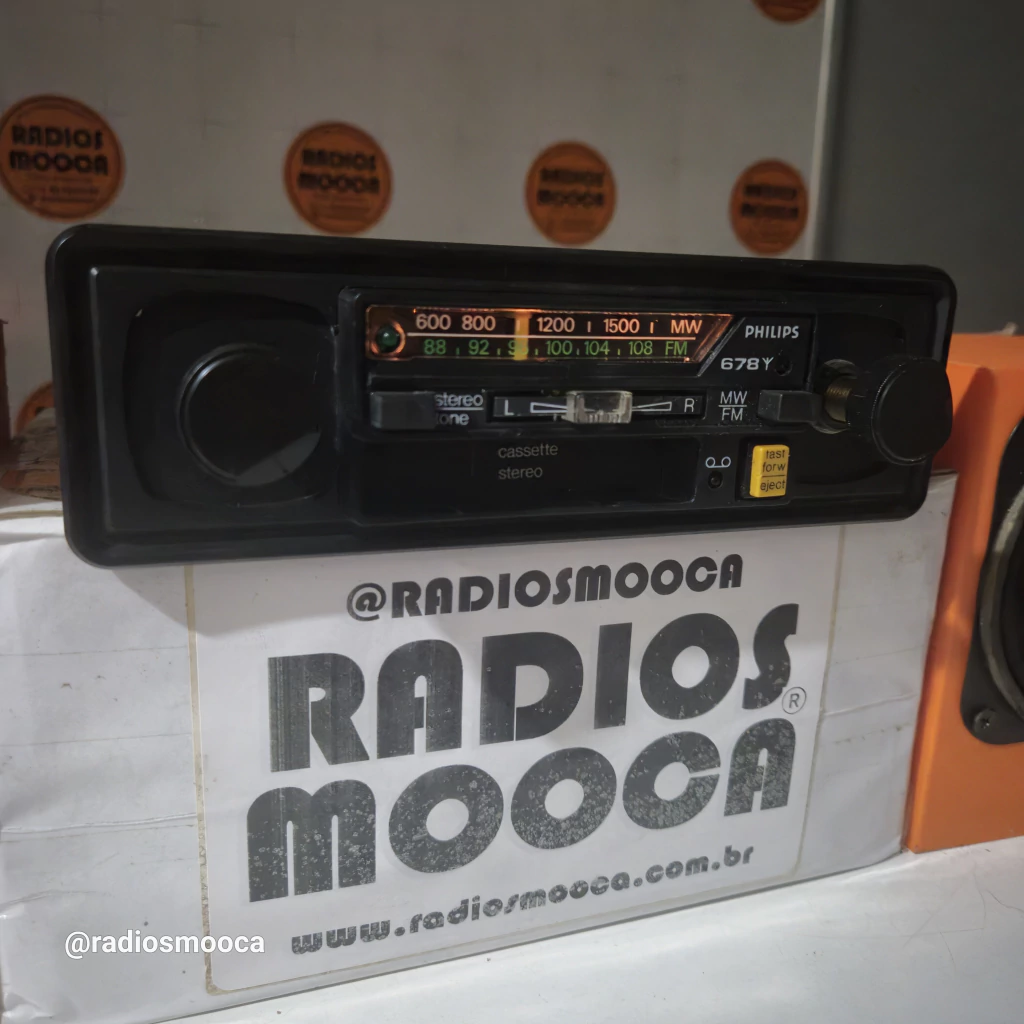 RADIOS
MOOCA
RADIOS
MOOCA
RADIOS
MOOCA
RADIOS
MOOCA
600 800 1200 1500 MW
88 92 100 104 108 FM
PHILIPS
678
stereo
tone
L
R
MW
FM
cassette
stereo
fast
forw
eject
@RADIOSMOOCA
RADIOS
MOOCA
®
www.radiosmooca.com.br
@radiosmooca